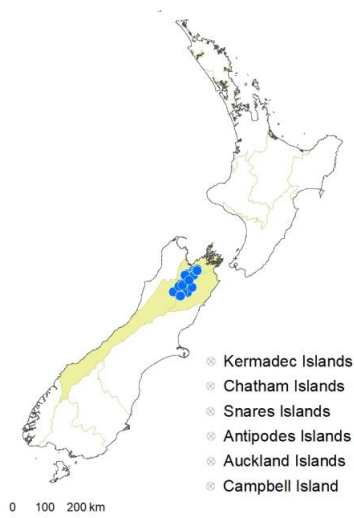 Kermadec Islands
Chatham Islands
Snares Islands
Antipodes Islands
Auckland Islands
Campbell Island
0 100 200 km